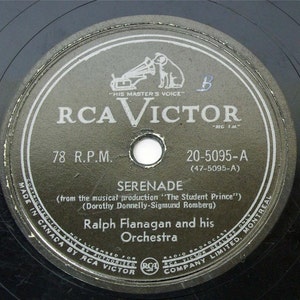 "HIS MASTER'S VOICE"
B
RCA VICTOR
78 R.P.M.
20-5095-A
(47-5095-A)
SERENADE
(from the musical production "The Student Prince")
(Dorothy Donnelly-Sigmund Romberg)
Ralph Flanagan and his
Orchestra
MADE IN CANADA BY RCA VICTOR COMPANY LIMITED, MONTREAL
RCA